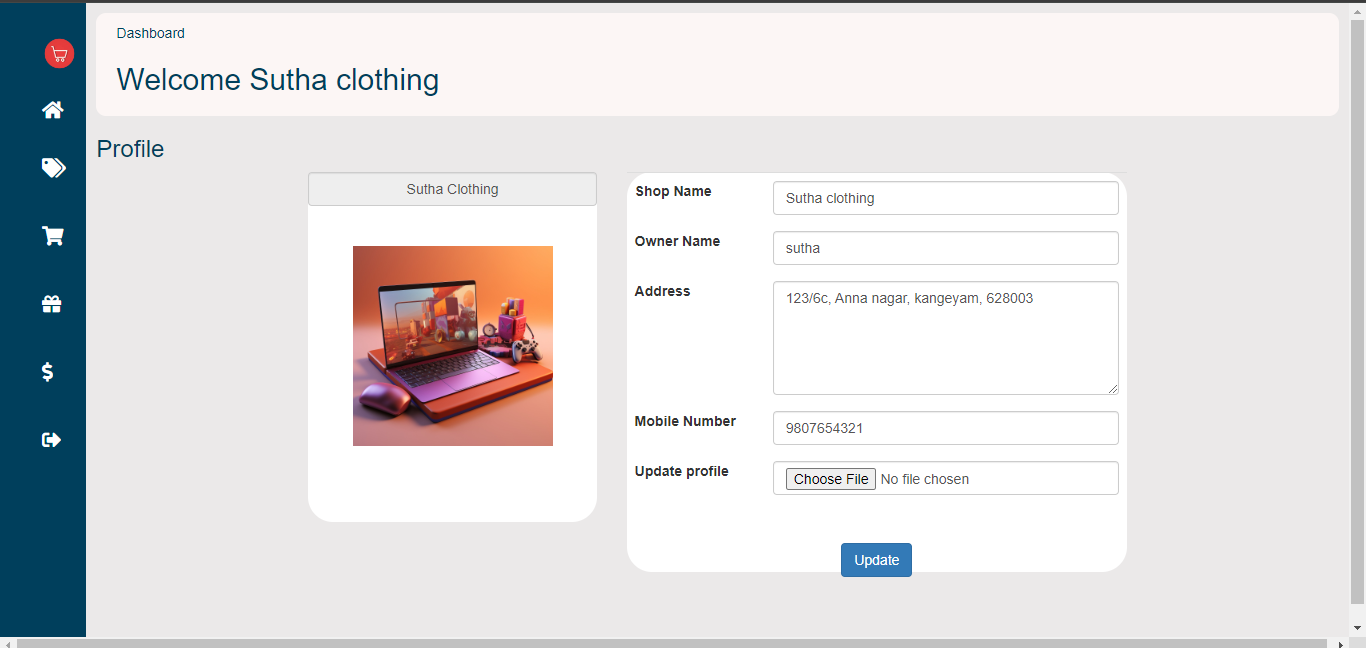 Dashboard
Welcome Sutha clothing
Profile
Sutha Clothing
Shop Name
Sutha clothing
Owner Name
sutha
Address
123/6c, Anna nagar, kangeyam, 628003
Mobile Number
9807654321
Update profile
Choose File No file chosen
Update